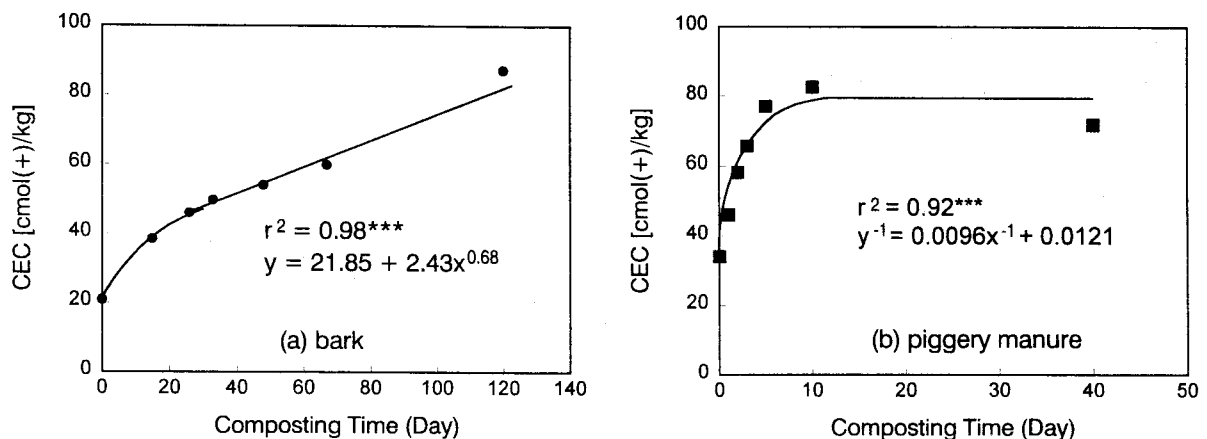 CEC [cmol(+)/kg]
100
80
60
40
20
0
r² = 0.98***
y = 21.85 + 2.43x^0.68
(a) bark
0 20 40 60 80 100 120 140
Composting Time (Day)
CEC [cmol(+)/kg]
100
80
60
40
20
0
r² = 0.92***
y⁻¹ = 0.0096x⁻¹ + 0.0121
(b) piggery manure
0 10 20 30 40 50
Composting Time (Day)